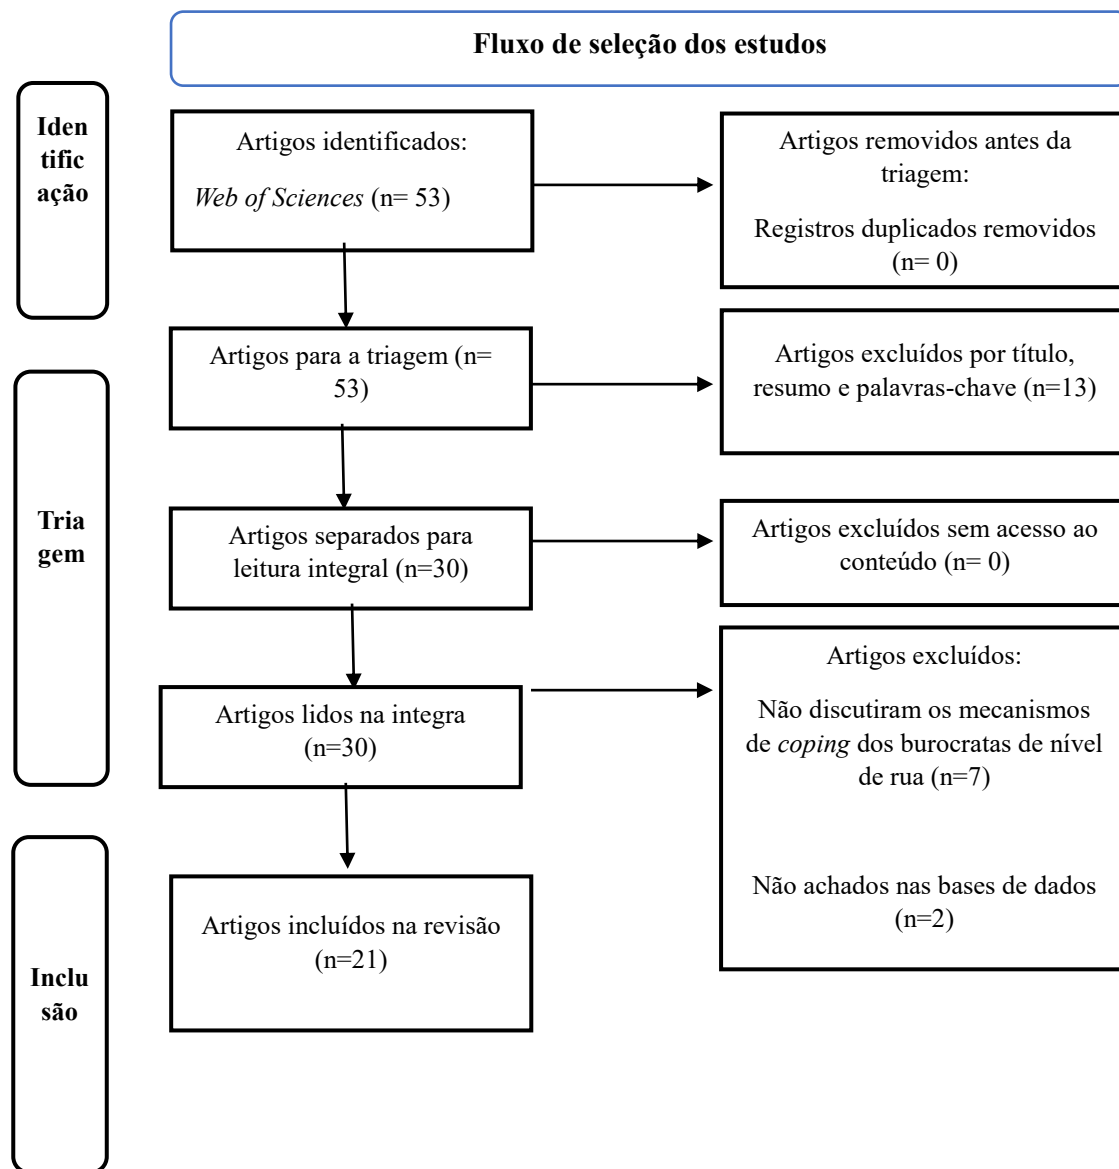 Fluxo de seleção dos estudos
Iden
tific
ação
Artigos identificados:
Web of Sciences (n= 53)
Artigos removidos antes da
triagem:
Registros duplicados removidos
(n= 0)
Tria
gem
Artigos para a triagem (n=
53)
Artigos excluídos por título,
resumo e palavras-chave (n=13)
Artigos separados para
leitura integral (n=30)
Artigos excluídos sem acesso ao
conteúdo (n= 0)
Artigos lidos na integra
(n=30)
Artigos excluídos:
Não discutiram os mecanismos
de coping dos burocratas de nível
de rua (n=7)
Não achados nas bases de dados
(n=2)
Inclu
são
Artigos incluídos na revisão
(n=21)